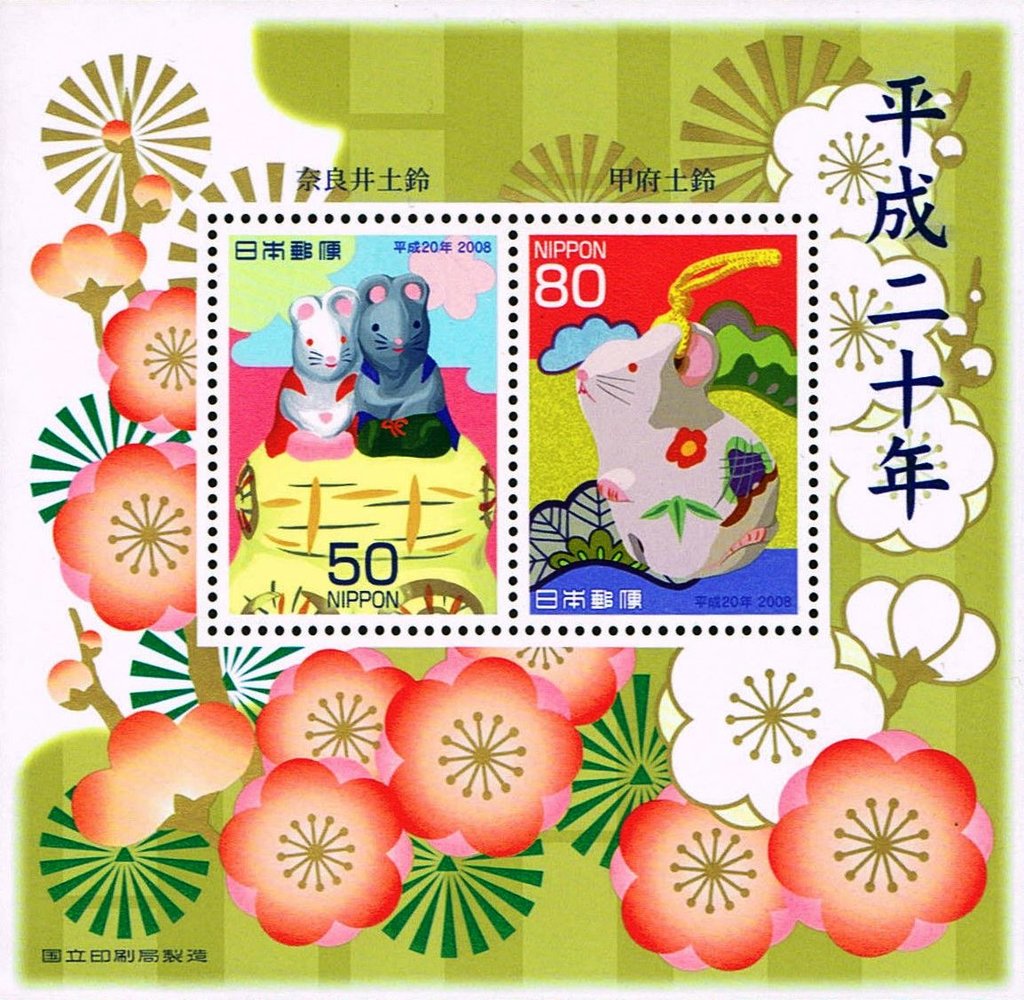 平成二十年
奈良井土鈴
甲府土鈴
日本郵便
平成20年 2008
50
NIPPON
NIPPON
80
日本郵便
平成20年 2008
国立印刷局製造